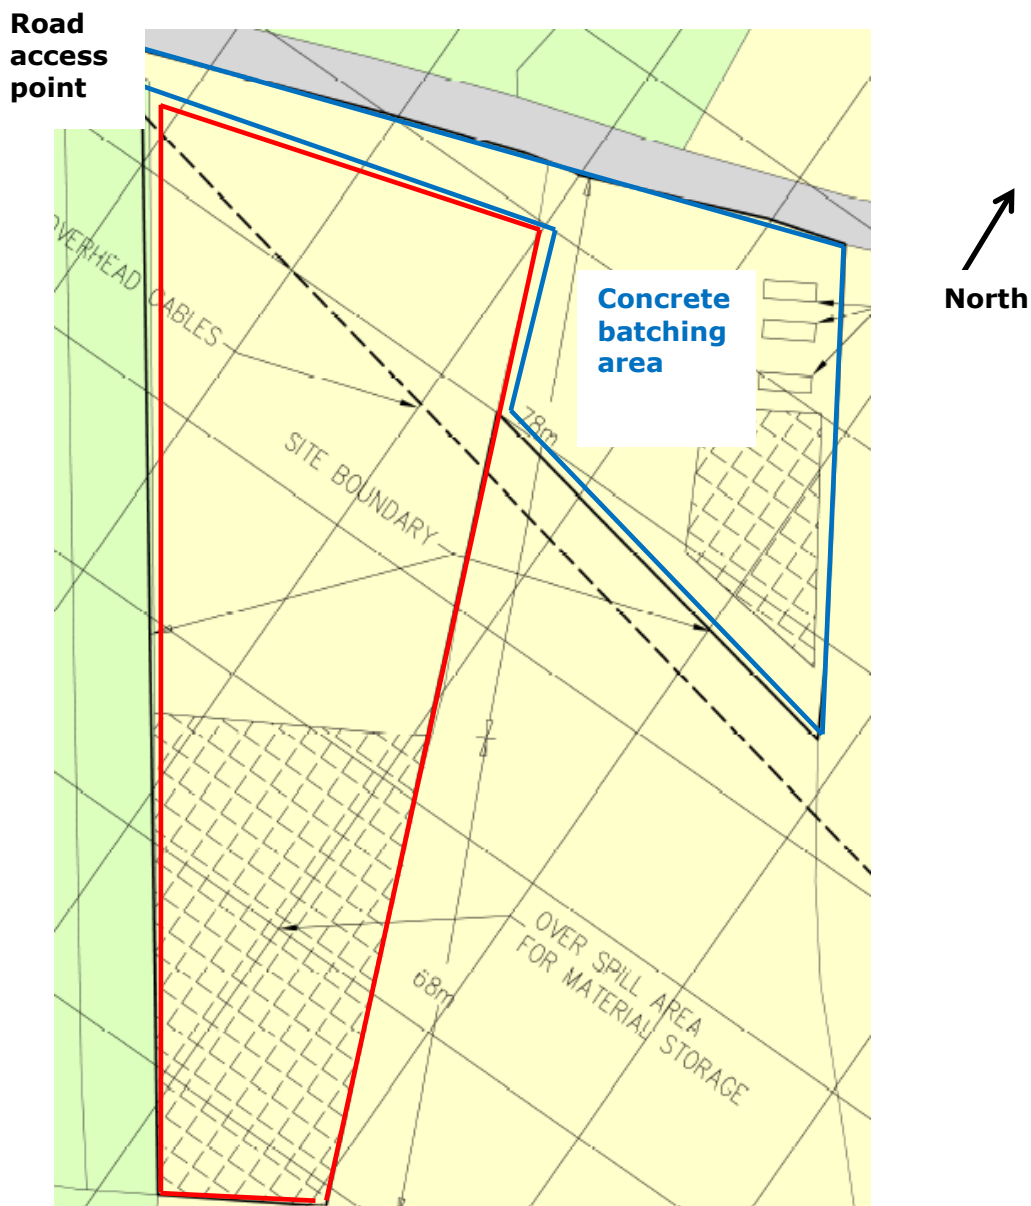 Road
access
point
OVERHEAD CABLES
North
Concrete
batching
area
78m
SITE BOUNDARY
OVER SPILL AREA
FOR MATERIAL STORAGE
68m